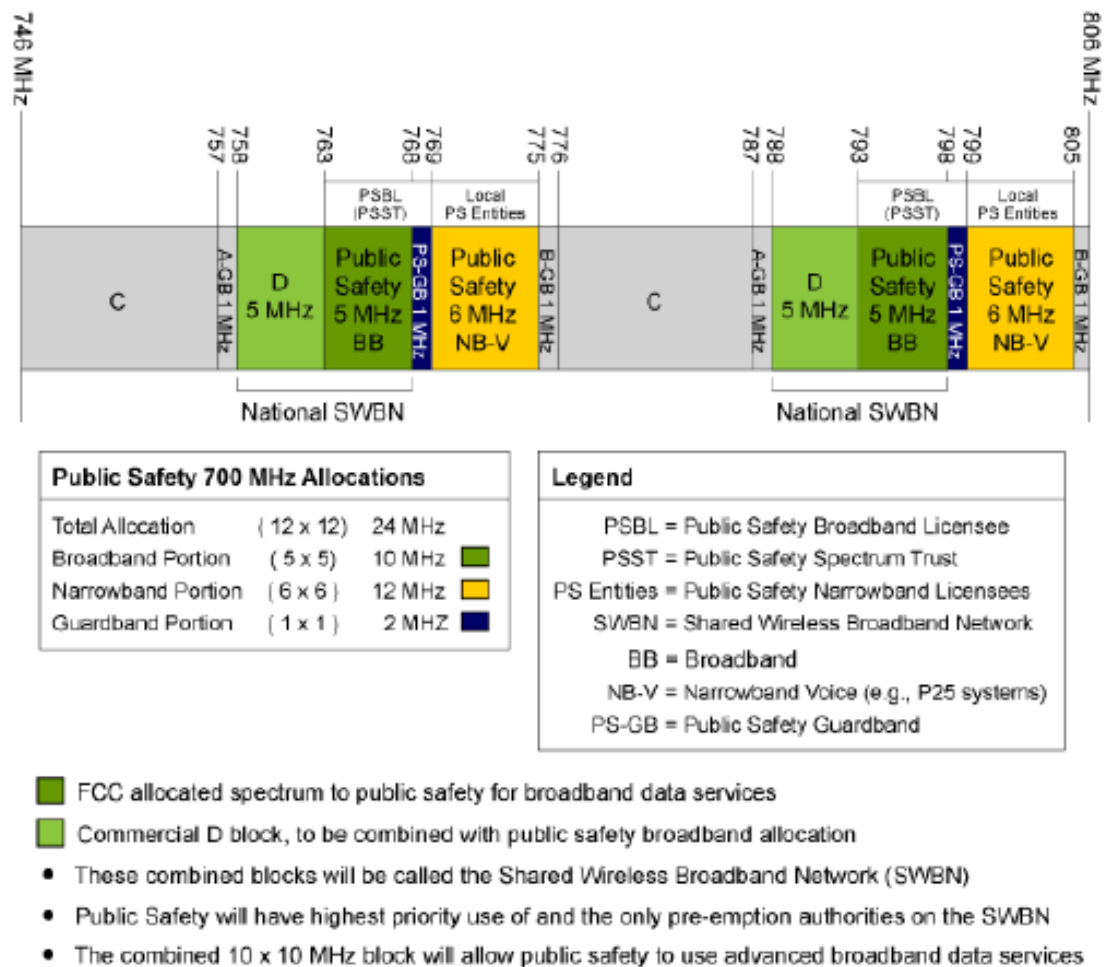 746 MHz
806 MHz
757
758
763
768
769
775
776
787
788
793
798
799
805
PSBL
(PSST)
Local
PS Entities
PSBL
(PSST)
Local
PS Entities
C
A-GB 1 MHz
D
5 MHz
Public
Safety
5 MHz
BB
PS-GB 1 MHz
Public
Safety
6 MHz
NB-V
B-GB 1 MHz
C
A-GB 1 MHz
D
5 MHz
Public
Safety
5 MHz
BB
PS-GB 1 MHz
Public
Safety
6 MHz
NB-V
B-GB 1 MHz
National SWBN
National SWBN
Public Safety 700 MHz Allocations
Total Allocation ( 12 x 12) 24 MHz
Broadband Portion ( 5 x 5) 10 MHz
Narrowband Portion ( 6 x 6 ) 12 MHz
Guardband Portion ( 1 x 1 ) 2 MHZ
Legend
PSBL = Public Safety Broadband Licensee
PSST = Public Safety Spectrum Trust
PS Entities = Public Safety Narrowband Licensees
SWBN = Shared Wireless Broadband Network
BB = Broadband
NB-V = Narrowband Voice (e.g., P25 systems)
PS-GB = Public Safety Guardband
FCC allocated spectrum to public safety for broadband data services
Commercial D block, to be combined with public safety broadband allocation
• These combined blocks will be called the Shared Wireless Broadband Network (SWBN)
• Public Safety will have highest priority use of and the only pre-emption authorities on the SWBN
• The combined 10 x 10 MHz block will allow public safety to use advanced broadband data services